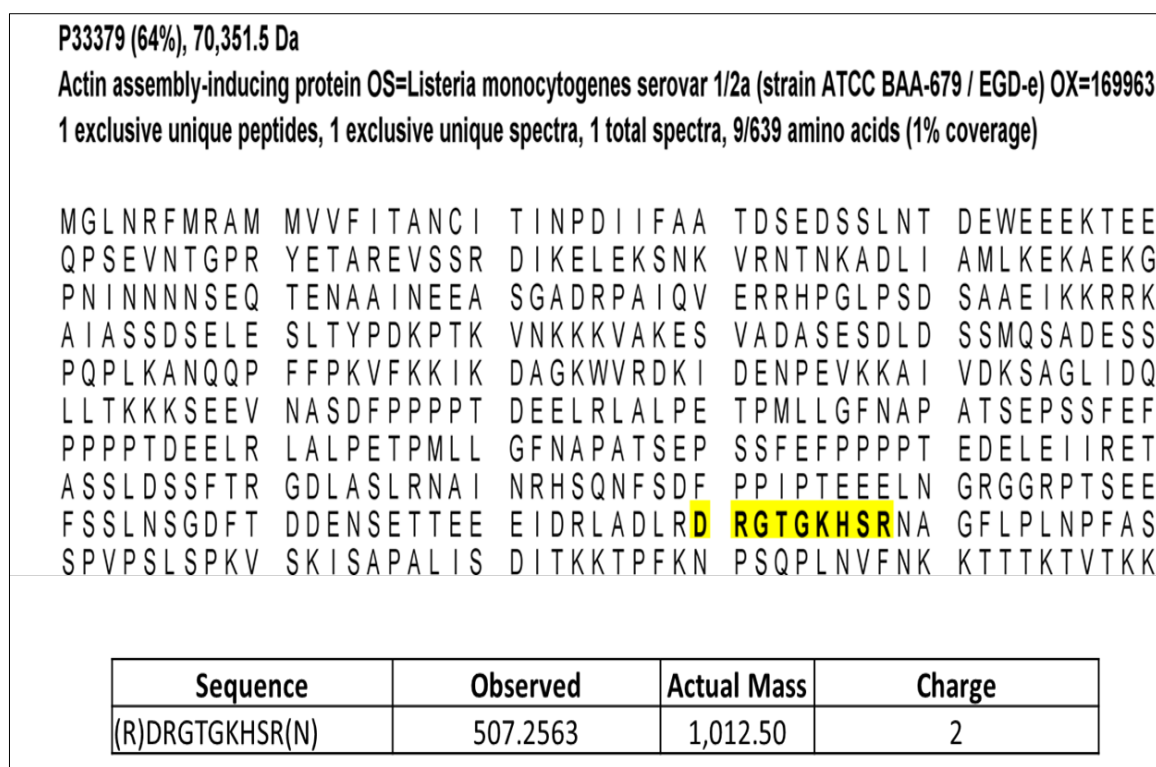 P33379 (64%), 70,351.5 Da
Actin assembly-inducing protein OS=Listeria monocytogenes serovar 1/2a (strain ATCC BAA-679 / EGD-e) OX=169963
1 exclusive unique peptides, 1 exclusive unique spectra, 1 total spectra, 9/639 amino acids (1% coverage)
MGLNRFMRAM MVVFITANCI TINPDIIFAA TDSEDSSLNT DEWEEEKTEE
QPSEVNTGPR YETAREVSSR DIKELEKSNK VRNTNKADLI AMLKEKAEKG
PNINNNNSEQ TENAAINEEA SGADRPAIQV ERRHPGLPSD SAAEIKKRRK
AIASSDSELE SLTYPDKPTK VNKKKVAKES VADASESDLD SSMQSADESS
PQPLKANQQP FFPKVFKKIK DAGKWVRDKI DENPEVKKAI VDKSAGLIDQ
LLTKKKSEEV NASDFPPPPT DEELRLALPE TPMLLGFNAP ATSEPSSFEF
PPPPTDEELR LALPETPMLL GFNAPATSEP SSFEFPPPPT EDELEIIRET
ASSLDSSFTR GDLASLRNAI NRHSQNFSDF PPIPTEEELN GRGGRPTSEE
FSSLNSGDFT DDENSETTEE EIDRLADLRD RGTGKHSRNA GFLPLNPFAS
SPVPSLSPKV SKISAPALIS DITKKTPFKN PSQPLNVFNK KTTTKTVTKK
Sequence Observed Actual Mass Charge
(R)DRGTGKHSR(N) 507.2563 1,012.50 2